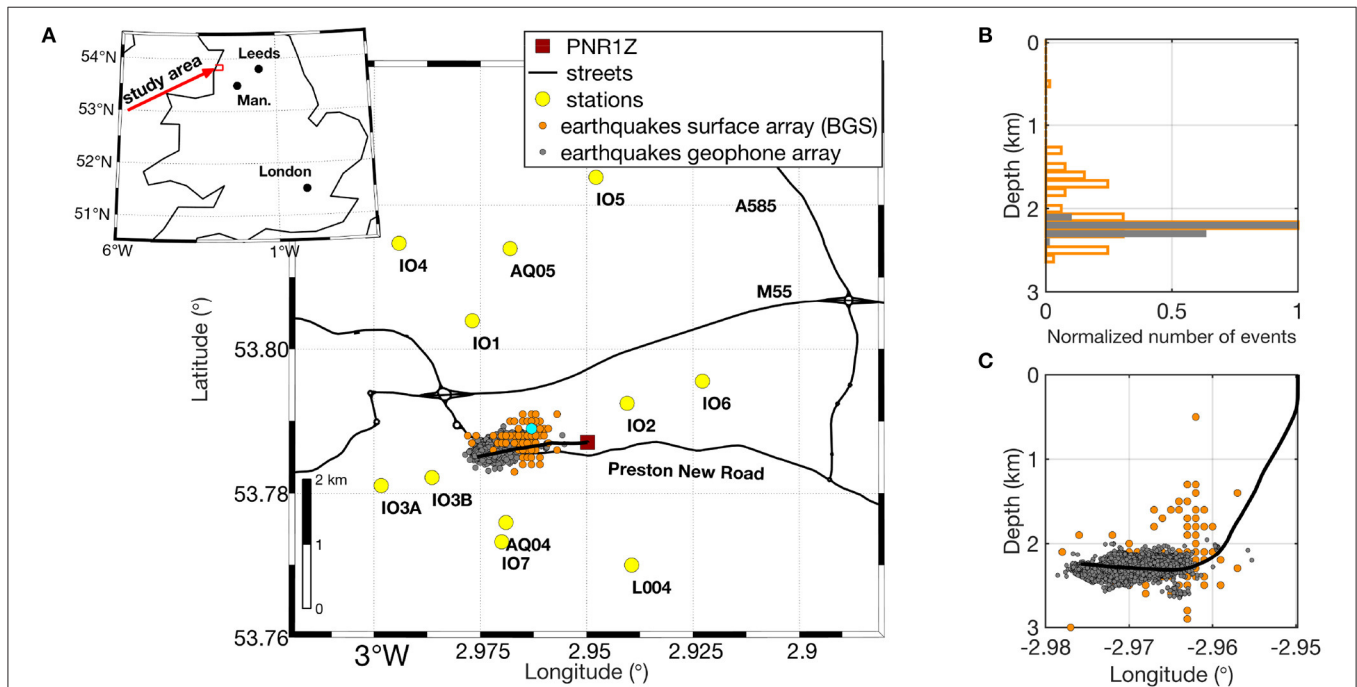 A
54°N
53°N
52°N
51°N
6°W
1°W
study area
Leeds
Man.
London
PNR1Z
streets
stations
earthquakes surface array (BGS)
earthquakes geophone array
IO5
A585
IO4
AQ05
M55
IO1
IO6
IO2
Preston New Road
IO3A
IO3B
AQ04
IO7
L004
2 km
1
0
Latitude (°)
53.80
53.78
53.76
3°W
2.975
2.95
2.925
2.9
Longitude (°)
B
0
1
2
3
Depth (km)
0
0.5
1
Normalized number of events
C
0
1
2
3
Depth (km)
-2.98
-2.97
-2.96
-2.95
Longitude (°)